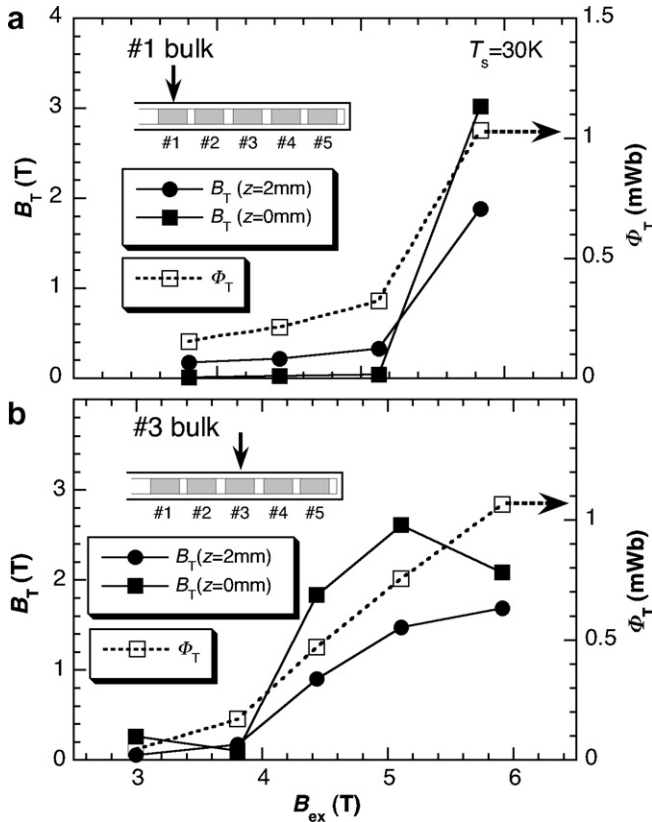 a
4
3
2
1
0
B_T (T)
#1 bulk
#1 #2 #3 #4 #5
T_s=30K
B_T (z=2mm)
B_T (z=0mm)
Φ_T
1.5
1
0.5
0
Φ_T (mWb)
b
3
2
1
0
B_T (T)
#3 bulk
#1 #2 #3 #4 #5
B_T(z=2mm)
B_T(z=0mm)
Φ_T
1
0.5
0
Φ_T (mWb)
3 4 5 6
B_ex (T)